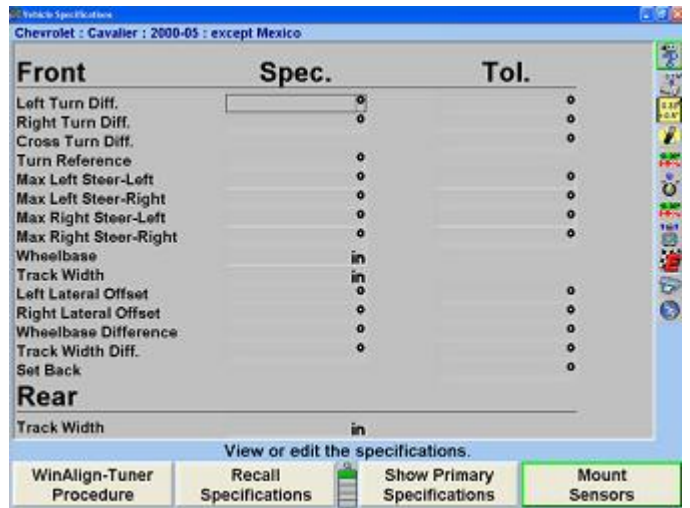 Vehicle Specifications
Chevrolet : Cavalier : 2000-05 : except Mexico
Front Spec. Tol.
Left Turn Diff. ° °
Right Turn Diff. ° °
Cross Turn Diff. °
Turn Reference °
Max Left Steer-Left ° °
Max Left Steer-Right ° °
Max Right Steer-Left ° °
Max Right Steer-Right ° °
Wheelbase in
Track Width in
Left Lateral Offset ° °
Right Lateral Offset ° °
Wheelbase Difference ° °
Track Width Diff. ° °
Set Back °
Rear
Track Width in
View or edit the specifications.
WinAlign-Tuner Procedure
Recall Specifications
Show Primary Specifications
Mount Sensors